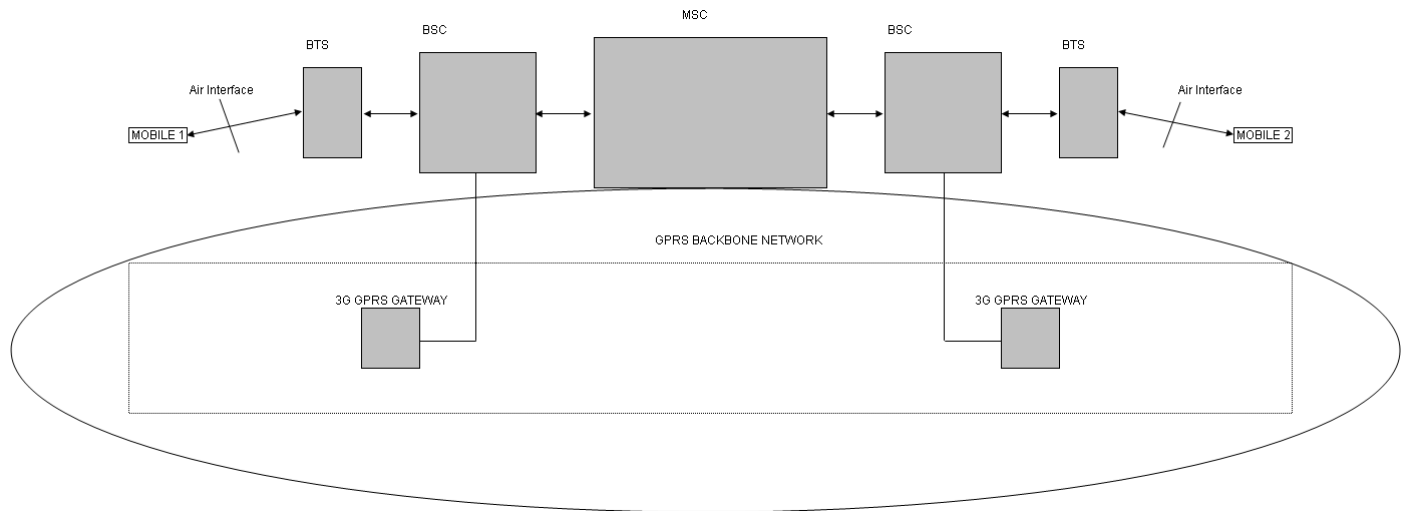 MSC
BSC
BSC
BTS
BTS
Air Interface
Air Interface
MOBILE 1
MOBILE 2
GPRS BACKBONE NETWORK
3G GPRS GATEWAY
3G GPRS GATEWAY